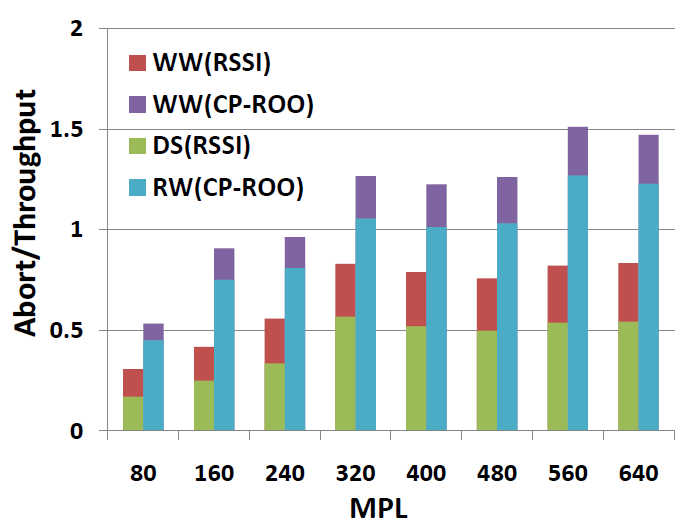 2
WW(RSSI)
WW(CP-ROO)
1.5
DS(RSSI)
RW(CP-ROO)
1
0.5
0
Abort/Throughput
80 160 240 320 400 480 560 640
MPL